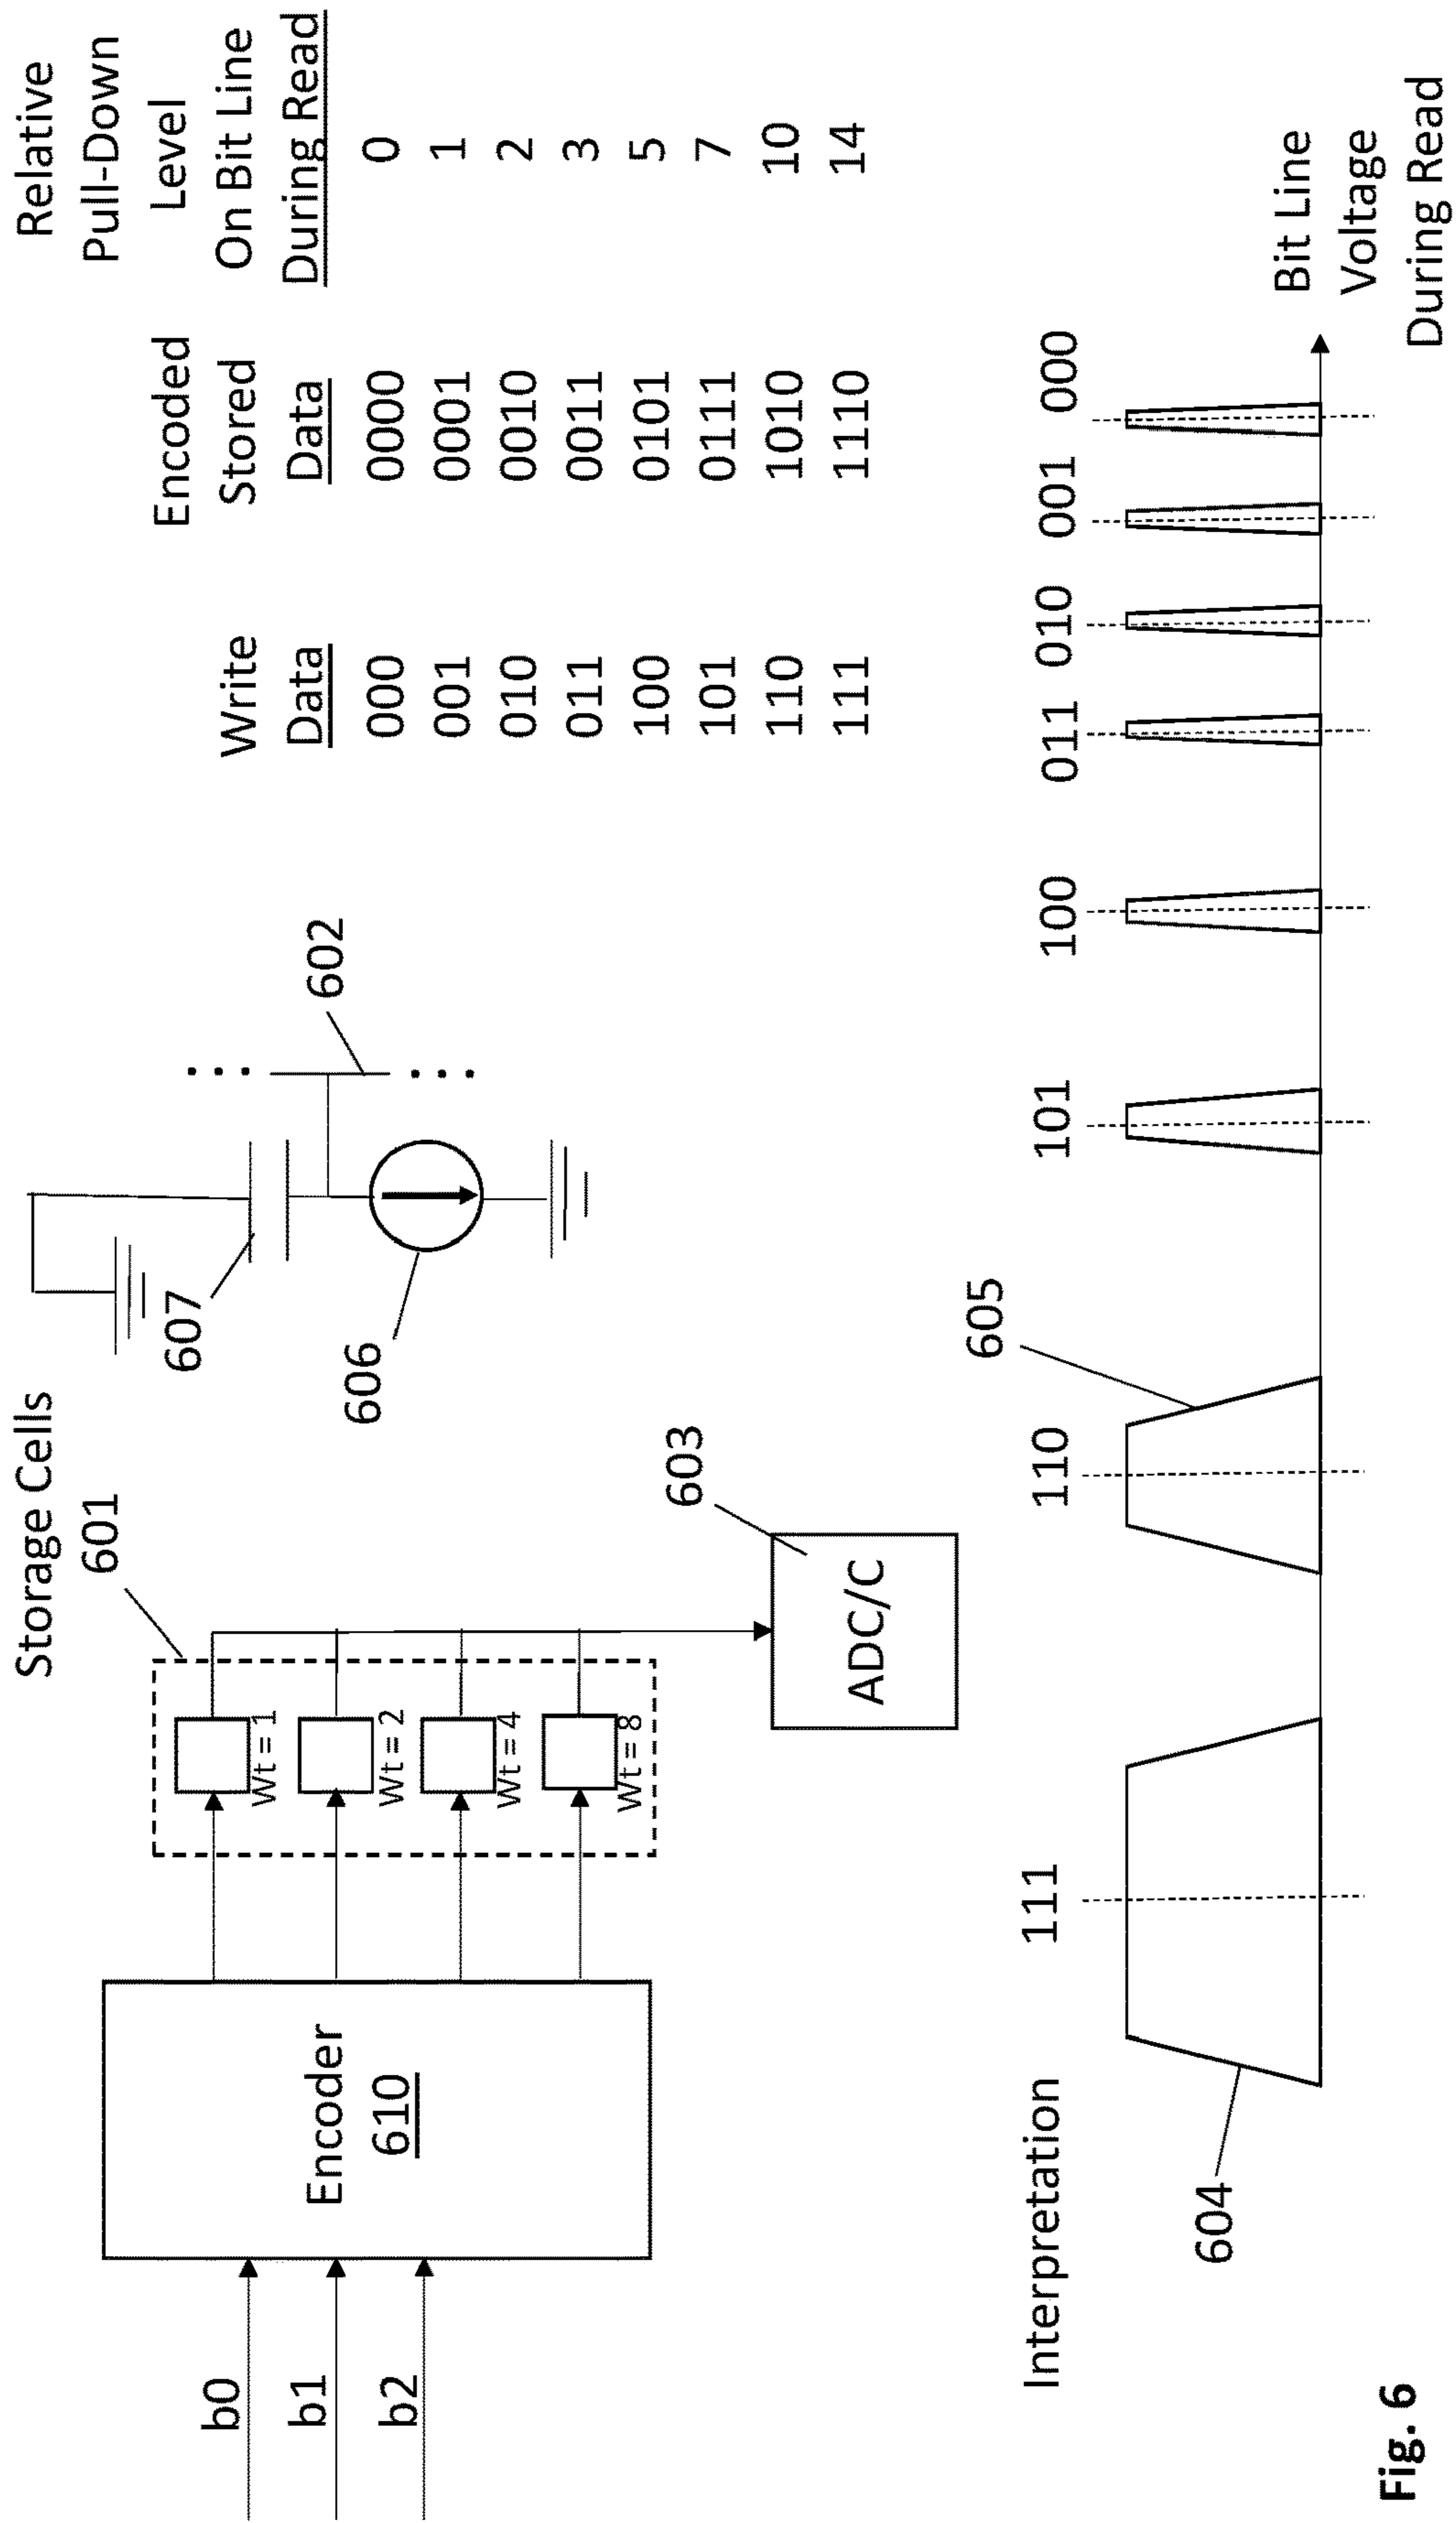 Storage Cells
601
b0
b1
b2
Encoder
610
Wt = 1
Wt = 2
Wt = 4
Wt = 8
603
ADC/C
607
606
602
Write
Data
000
001
010
011
100
101
110
111
Encoded
Stored
Data
0000
0001
0010
0011
0101
0111
1010
1110
Relative
Pull-Down
Level
On Bit Line
During Read
0
1
2
3
5
7
10
14
Interpretation
111
110
101
100
011
010
001
000
604
605
Bit Line
Voltage
During Read
Fig. 6